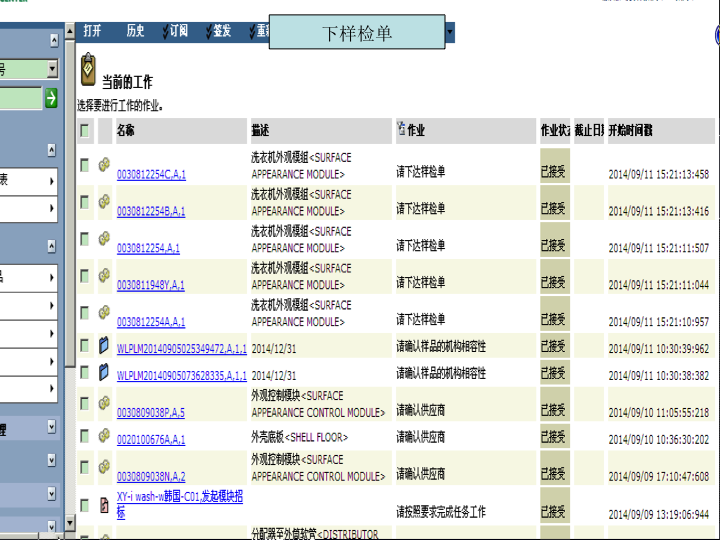 打开 历史 订阅 签发
下样检单
当前的工作
选择要进行工作的作业。
名称 描述 作业 作业状 截止日 开始时间戳
洗衣机外观模组<SURFACE
0030812254C,A,1 APPEARANCE MODULE> 请下达样检单 已接受 2014/09/11 15:21:13:458
洗衣机外观模组<SURFACE
0030812254B,A,1 APPEARANCE MODULE> 请下达样检单 已接受 2014/09/11 15:21:13:416
洗衣机外观模组<SURFACE
0030812254,A,1 APPEARANCE MODULE> 请下达样检单 已接受 2014/09/11 15:21:11:507
洗衣机外观模组<SURFACE
0030811948Y,A,1 APPEARANCE MODULE> 请下达样检单 已接受 2014/09/11 15:21:11:044
洗衣机外观模组<SURFACE
0030812254A,A,1 APPEARANCE MODULE> 请下达样检单 已接受 2014/09/11 15:21:10:957
WLPLM20140905025349472,A,1,1 2014/12/31 请确认样品的机构相容性 已接受 2014/09/11 10:30:39:962
WLPLM20140905073628335,A,1,1 2014/12/31 请确认样品的机构相容性 已接受 2014/09/11 10:30:38:382
外观控制模块<SURFACE
0030809038P,A,5 APPEARANCE CONTROL MODULE> 请确认供应商 已接受 2014/09/10 11:05:55:218
0020100676A,A,1 外壳底板<SHELL FLOOR> 请确认供应商 已接受 2014/09/10 10:36:30:202
外观控制模块<SURFACE
0030809038N,A,2 APPEARANCE CONTROL MODULE> 请确认供应商 已接受 2014/09/09 17:10:47:608
XY-i wash-w韩国-C01,发起模块招
标 请按照要求完成任务工作 已接受 2014/09/09 13:19:06:944
分配器至外筒软管<DISTRIBUTOR